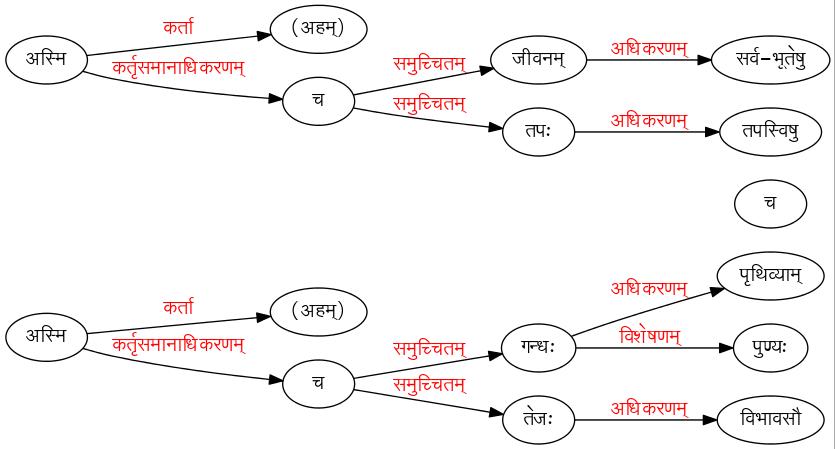 कर्ता
(अहम्)
अस्मि
कर्तृसमानाधिकरणम्
च
समुच्चितम्
जीवनम्
अधिकरणम्
सर्व-भूतेषु
समुच्चितम्
तपः
अधिकरणम्
तपस्विषु
च
कर्ता
(अहम्)
अस्मि
कर्तृसमानाधिकरणम्
च
समुच्चितम्
गन्धः
अधिकरणम्
पृथिव्याम्
विशेषणम्
पुण्यः
समुच्चितम्
तेजः
अधिकरणम्
विभावसौ